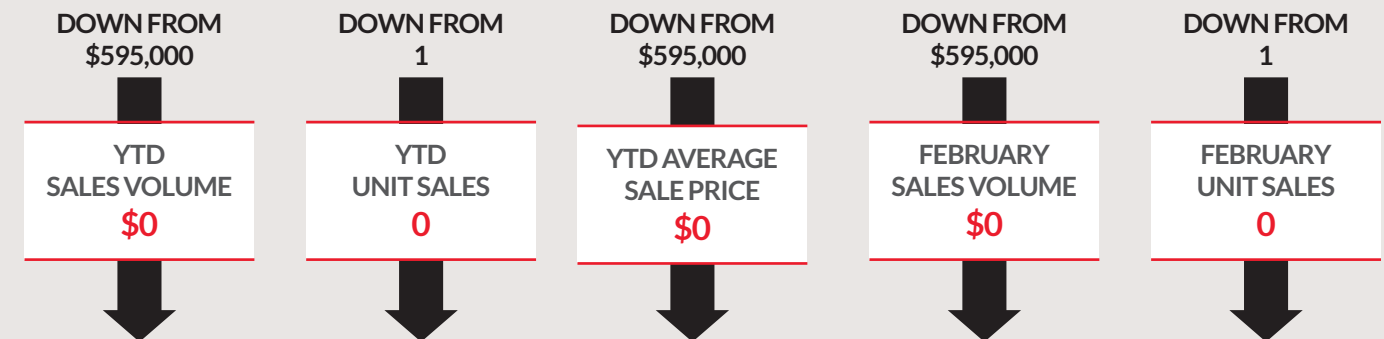 DOWN FROM
$595,000
YTD
SALES VOLUME
$0
DOWN FROM
1
YTD
UNIT SALES
0
DOWN FROM
$595,000
YTD AVERAGE
SALE PRICE
$0
DOWN FROM
$595,000
FEBRUARY
SALES VOLUME
$0
DOWN FROM
1
FEBRUARY
UNIT SALES
0